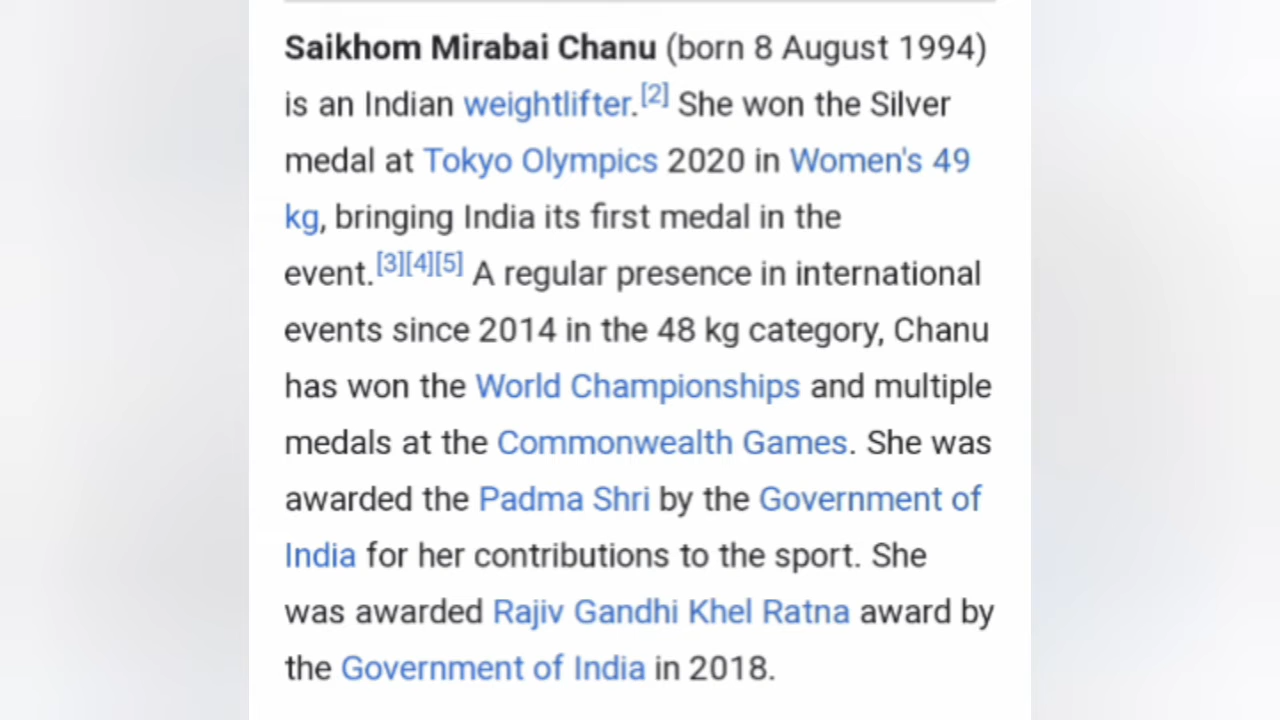 Saikhom Mirabai Chanu (born 8 August 1994)
is an Indian weightlifter.[2] She won the Silver
medal at Tokyo Olympics 2020 in Women's 49
kg, bringing India its first medal in the
event.[3][4][5] A regular presence in international
events since 2014 in the 48 kg category, Chanu
has won the World Championships and multiple
medals at the Commonwealth Games. She was
awarded the Padma Shri by the Government of
India for her contributions to the sport. She
was awarded Rajiv Gandhi Khel Ratna award by
the Government of India in 2018.